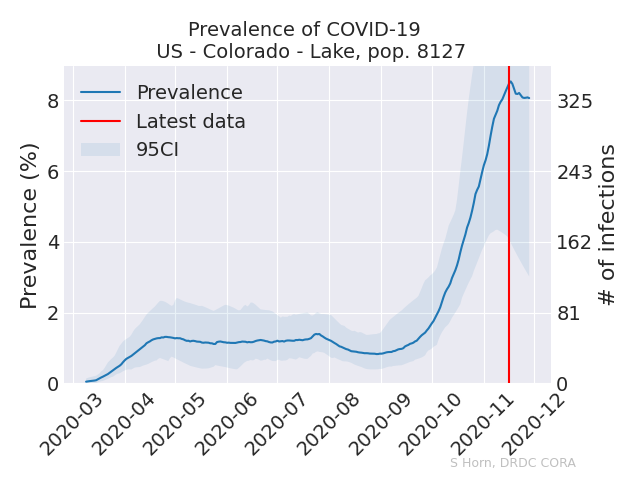 Prevalence of COVID-19
US - Colorado - Lake, pop. 8127
Prevalence
Latest data
95CI
Prevalence (%)
8
6
4
2
0
# of infections
325
243
162
81
0
2020-03
2020-04
2020-05
2020-06
2020-07
2020-08
2020-09
2020-10
2020-11
2020-12
S Horn, DRDC CORA